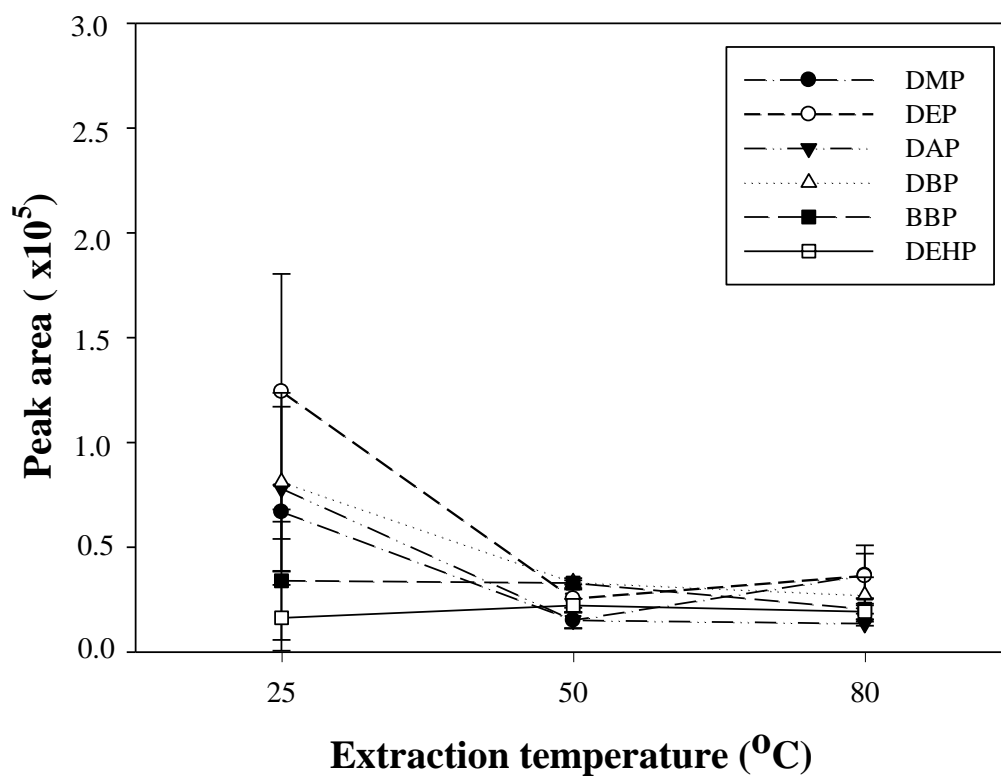 3.0
2.5
2.0
1.5
1.0
0.5
0.0
Peak area ( x10⁵)
DMP
DEP
DAP
DBP
BBP
DEHP
25 50 80
Extraction temperature (⁰C)